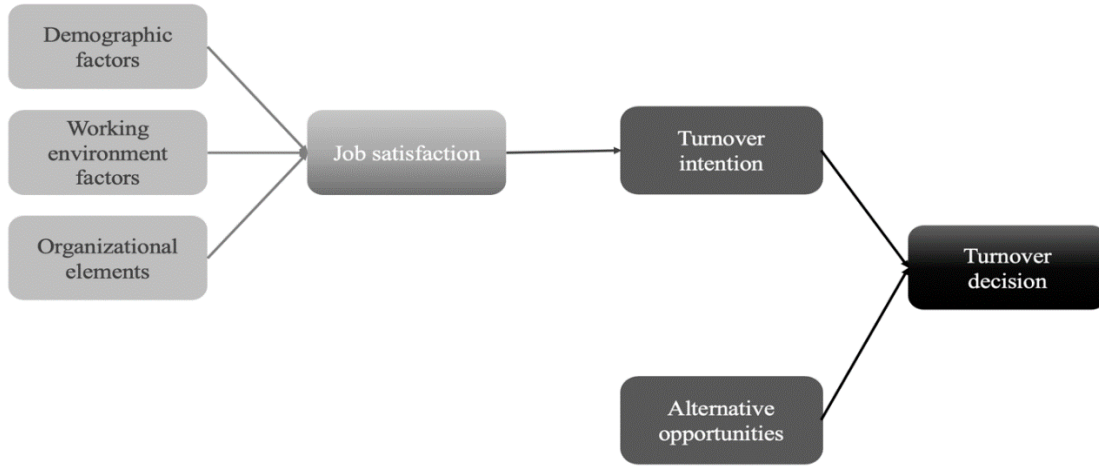 Demographic
factors
Working
environment
factors
Organizational
elements
Job satisfaction
Turnover
intention
Alternative
opportunities
Turnover
decision